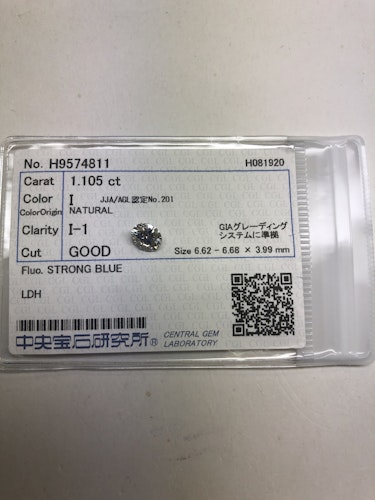 No. H9574811 H081920
Carat 1.105 ct
Color I JJA/AGL認定No.201
ColorOrigin NATURAL
Clarity I-1 GIAグレーディング
システムに準拠
Cut GOOD Size 6.62 - 6.68 × 3.99 mm
Fluo. STRONG BLUE
LDH
中央宝石研究所® CENTRAL GEM
LABORATORY